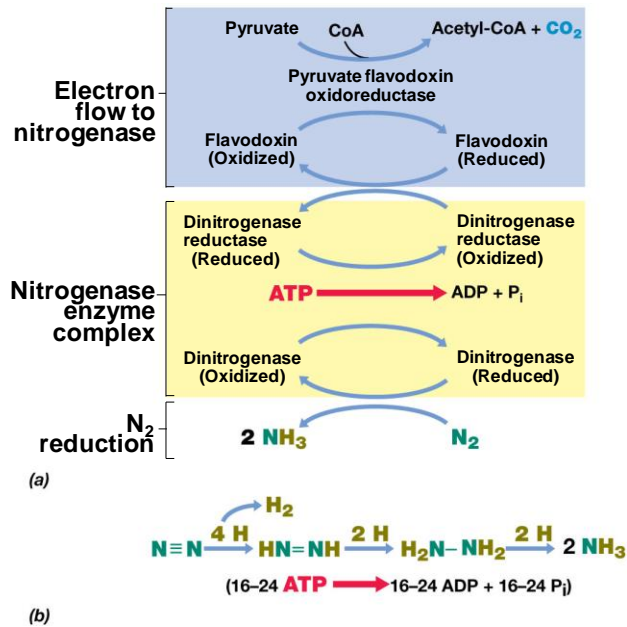 Pyruvate CoA Acetyl-CoA + CO₂
Pyruvate flavodoxin
oxidoreductase
Electron
flow to
nitrogenase
Flavodoxin
(Oxidized)
Flavodoxin
(Reduced)
Dinitrogenase
reductase
(Reduced)
Dinitrogenase
reductase
(Oxidized)
Nitrogenase
enzyme
complex
ATP ADP + Pᵢ
Dinitrogenase
(Oxidized)
Dinitrogenase
(Reduced)
N₂
reduction
2 NH₃ N₂
(a)
H₂
N≡N 4 H HN=NH 2 H H₂N–NH₂ 2 H 2 NH₃
(16–24 ATP 16–24 ADP + 16–24 Pᵢ)
(b)